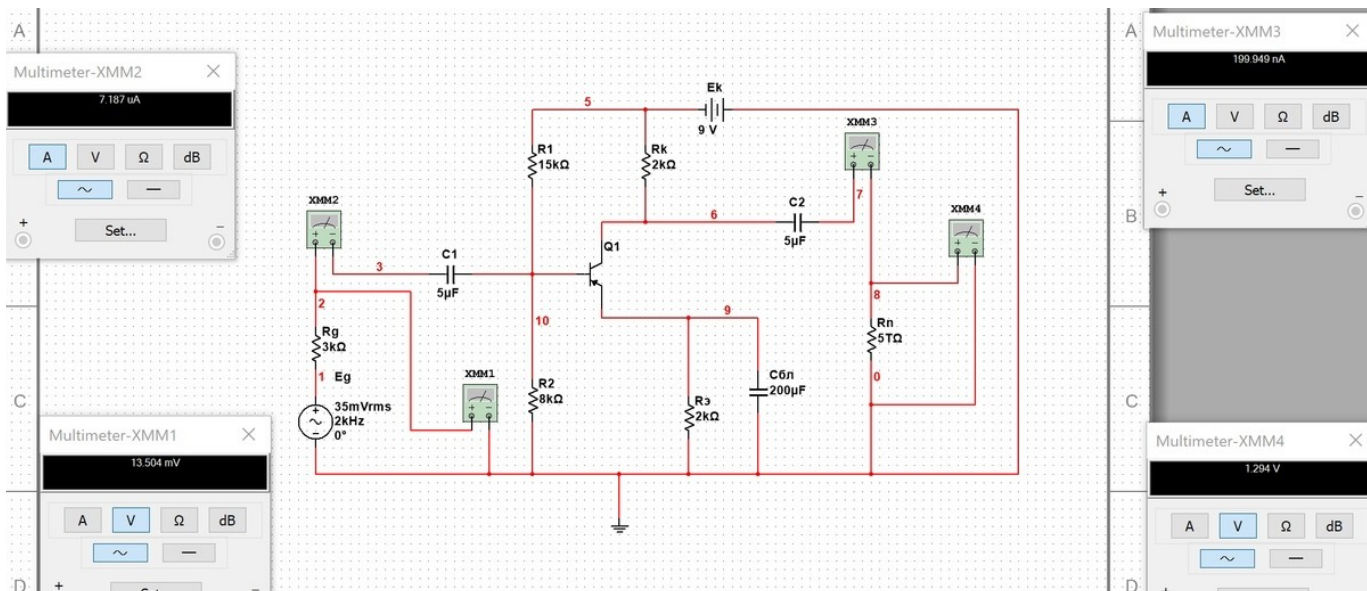 A
Multimeter-XMM2
7.187 uA
A V Ω dB
+
Set...
−
C
D
Multimeter-XMM1
13.504 mV
A V Ω dB
+
−
5
Ek
9 V
R1
15kΩ
Rk
2kΩ
XMM3
+ −
7
6
C2
5µF
XMM4
+ −
XMM2
+ −
3
C1
5µF
Q1
2
10
9
8
Rg
3kΩ
Rn
5TΩ
1
Eg
35mVrms
2kHz
0°
XMM1
+ −
R2
8kΩ
Rэ
2kΩ
Cбл
200µF
0
A
B
C
D
Multimeter-XMM3
199.949 nA
A V Ω dB
+
Set...
−
Multimeter-XMM4
1.294 V
A V Ω dB
+
−